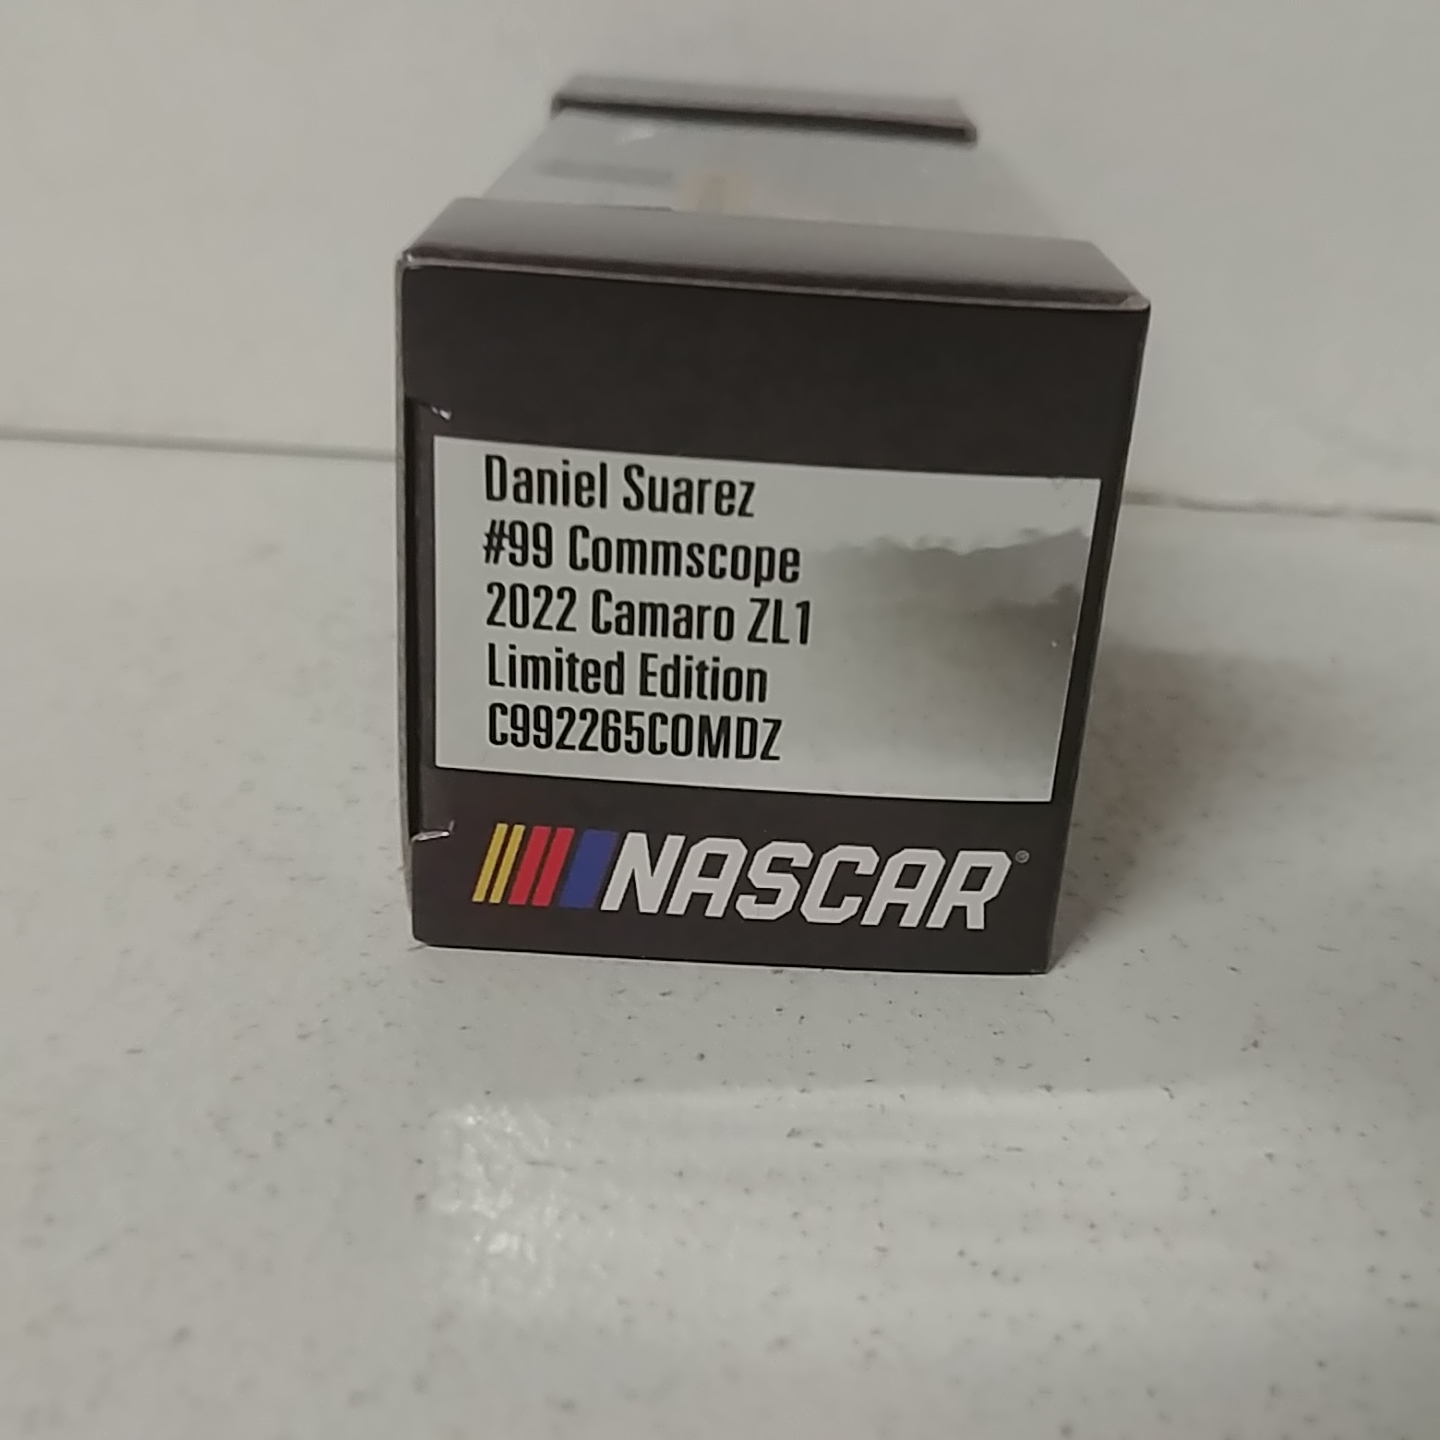 Daniel Suarez
#99 Commscope
2022 Camaro ZL1
Limited Edition
C992265COMDZ
NASCAR®